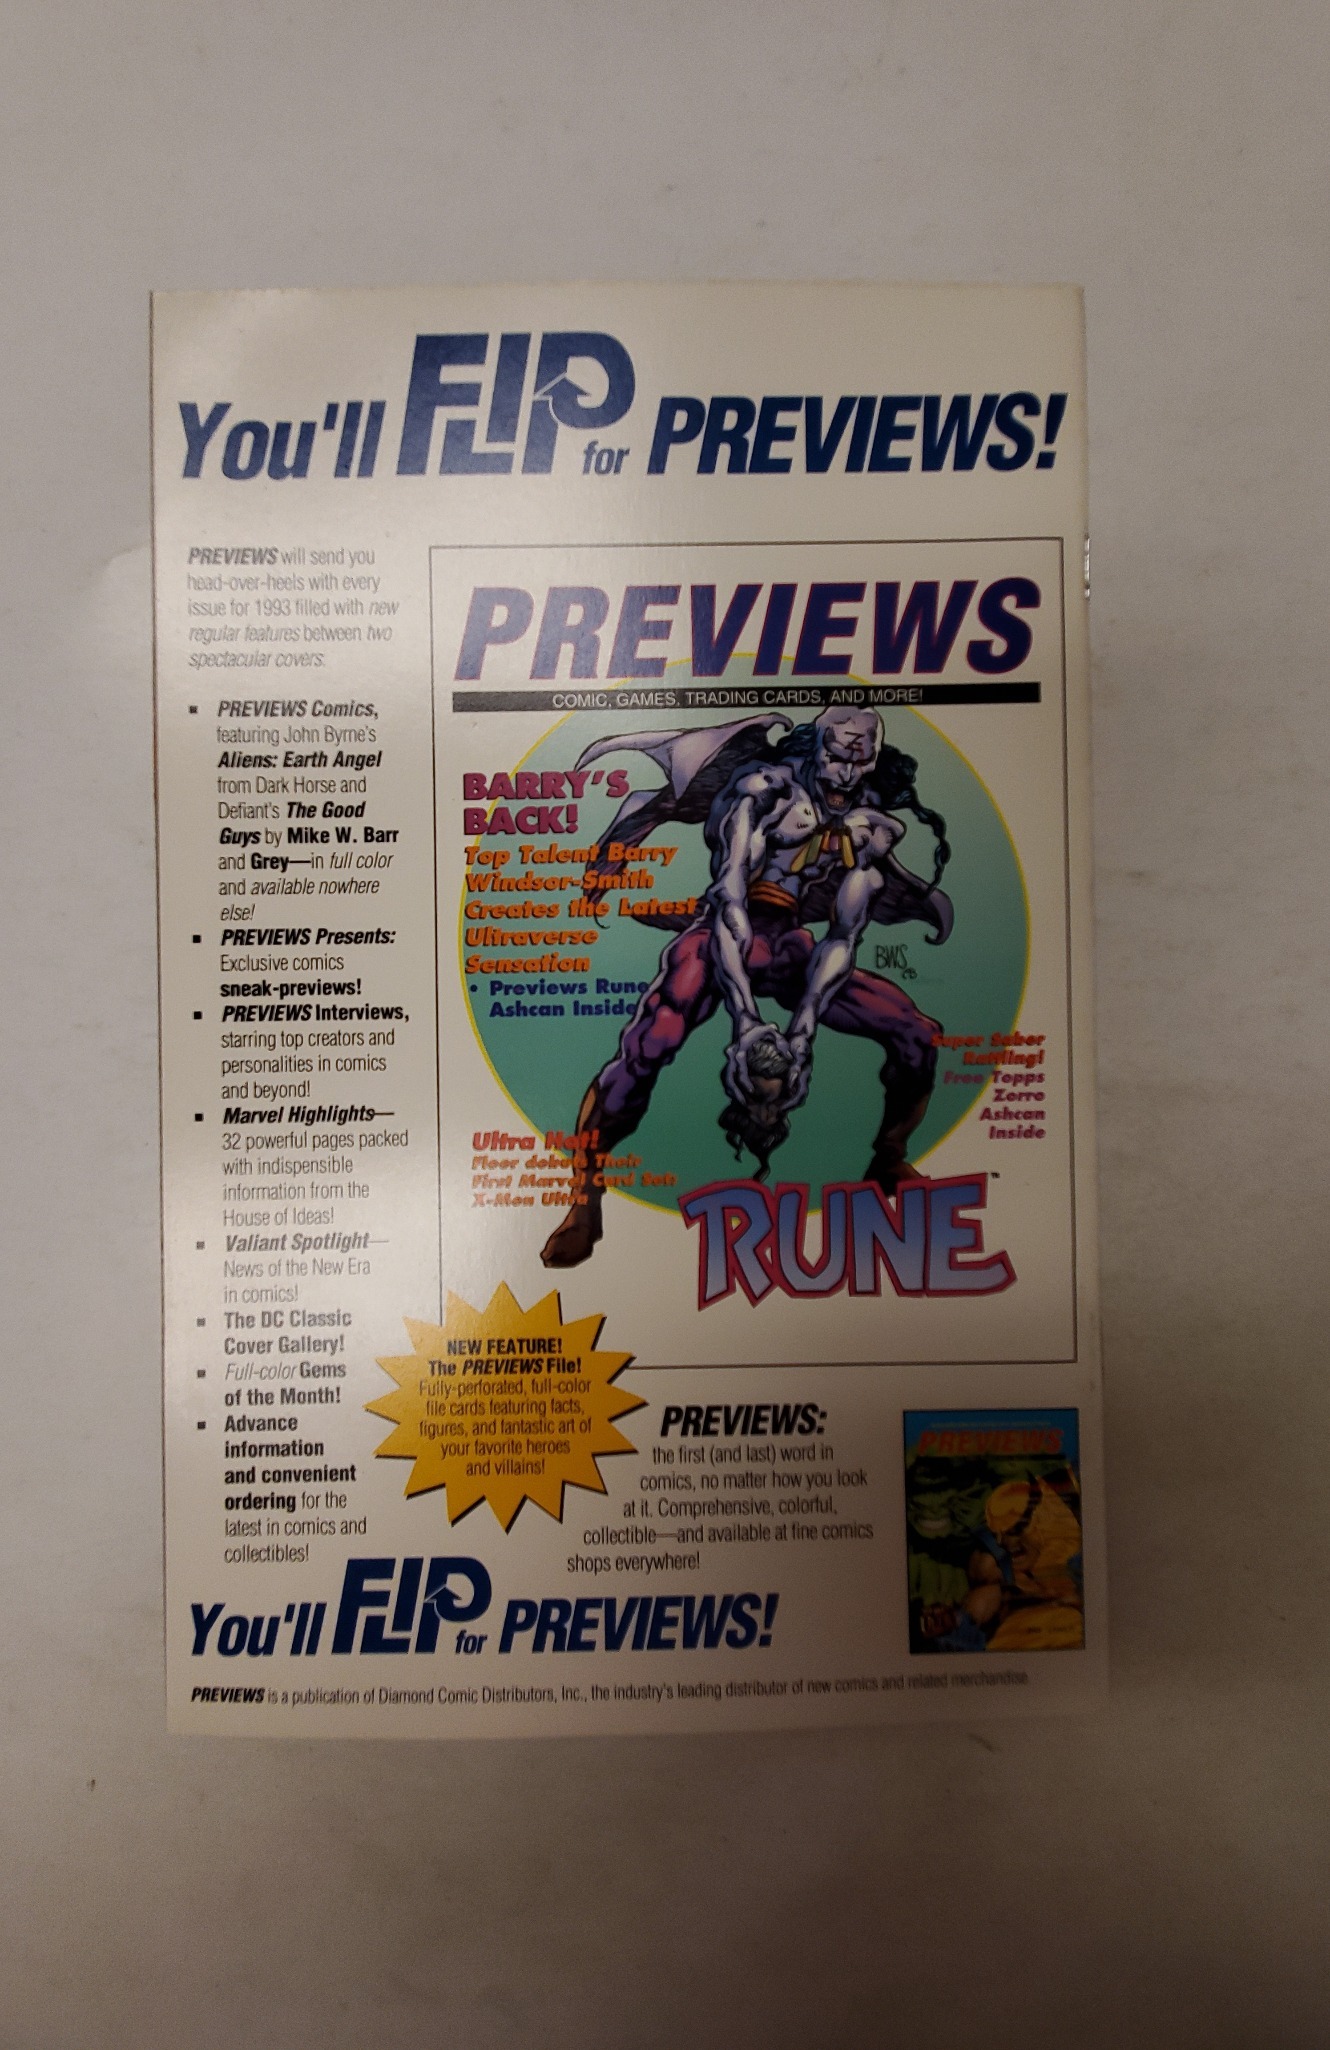 You'll FLIP for PREVIEWS!
PREVIEWS will send you
head-over-heels with every
issue for 1993 filled with new
regular features between two
spectacular covers:
▪ PREVIEWS Comics,
featuring John Byrne's
Aliens: Earth Angel
from Dark Horse and
Defiant's The Good
Guys by Mike W. Barr
and Grey—in full color
and available nowhere
else!
▪ PREVIEWS Presents:
Exclusive comics
sneak-previews!
▪ PREVIEWS Interviews,
starring top creators and
personalities in comics
and beyond!
▪ Marvel Highlights—
32 powerful pages packed
with indispensible
information from the
House of Ideas!
▪ Valiant Spotlight—
News of the New Era
in comics!
▪ The DC Classic
Cover Gallery!
▪ Full-color Gems
of the Month!
▪ Advance
information
and convenient
ordering for the
latest in comics and
collectibles!
PREVIEWS
COMIC, GAMES, TRADING CARDS, AND MORE!
BARRY'S
BACK!
Top Talent Barry
Windsor-Smith
Creates the Latest
Ultraverse
Sensation
• Previews Rune
Ashcan Inside
BWS
Super Saber
Rattling!
Free Topps
Zorro
Ashcan
Inside
Ultra Hot!
Fleer debuts Their
First Marvel Card Set:
X-Men Ultra
RUNE™
NEW FEATURE!
The PREVIEWS File!
Fully-perforated, full-color
file cards featuring facts,
figures, and fantastic art of
your favorite heroes
and villains!
PREVIEWS:
the first (and last) word in
comics, no matter how you look
at it. Comprehensive, colorful,
collectible—and available at fine comics
shops everywhere!
PREVIEWS
You'll FLIP for PREVIEWS!
PREVIEWS is a publication of Diamond Comic Distributors, Inc., the industry's leading distributor of new comics and related merchandise.